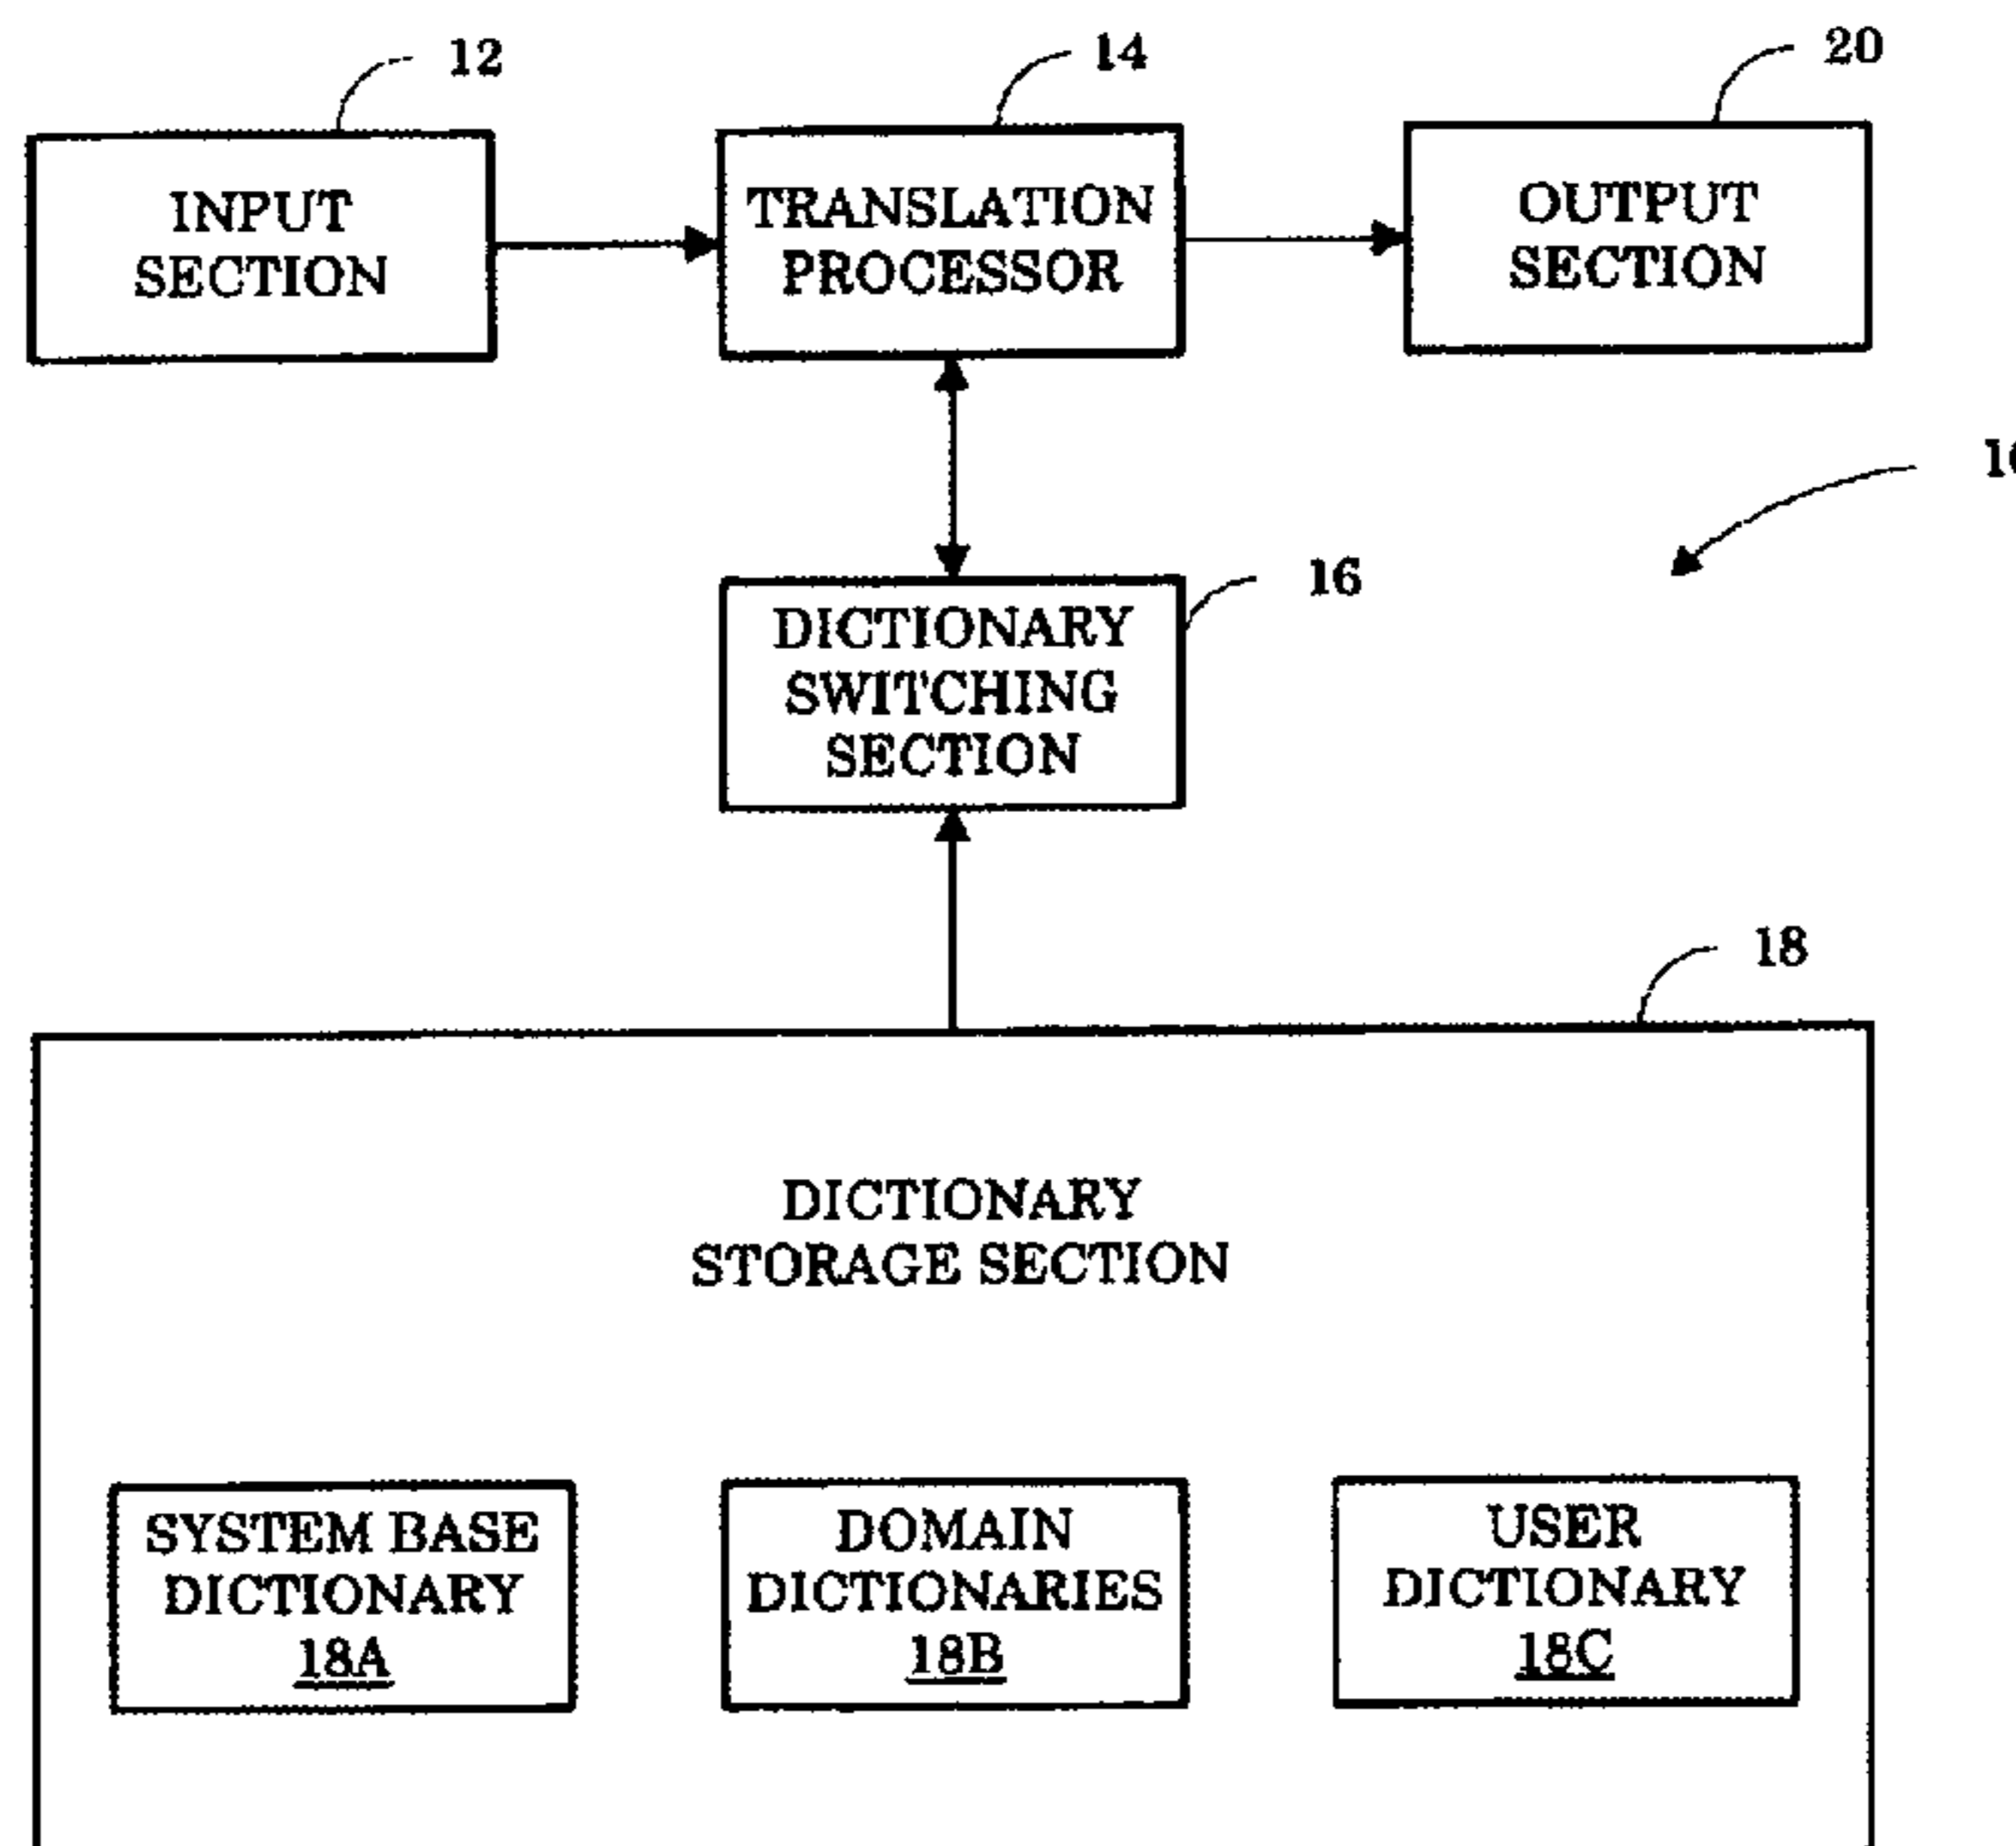 12
14
20
INPUT
SECTION
TRANSLATION
PROCESSOR
OUTPUT
SECTION
16
DICTIONARY
SWITCHING
SECTION
18
DICTIONARY
STORAGE SECTION
SYSTEM BASE
DICTIONARY
18A
DOMAIN
DICTIONARIES
18B
USER
DICTIONARY
18C